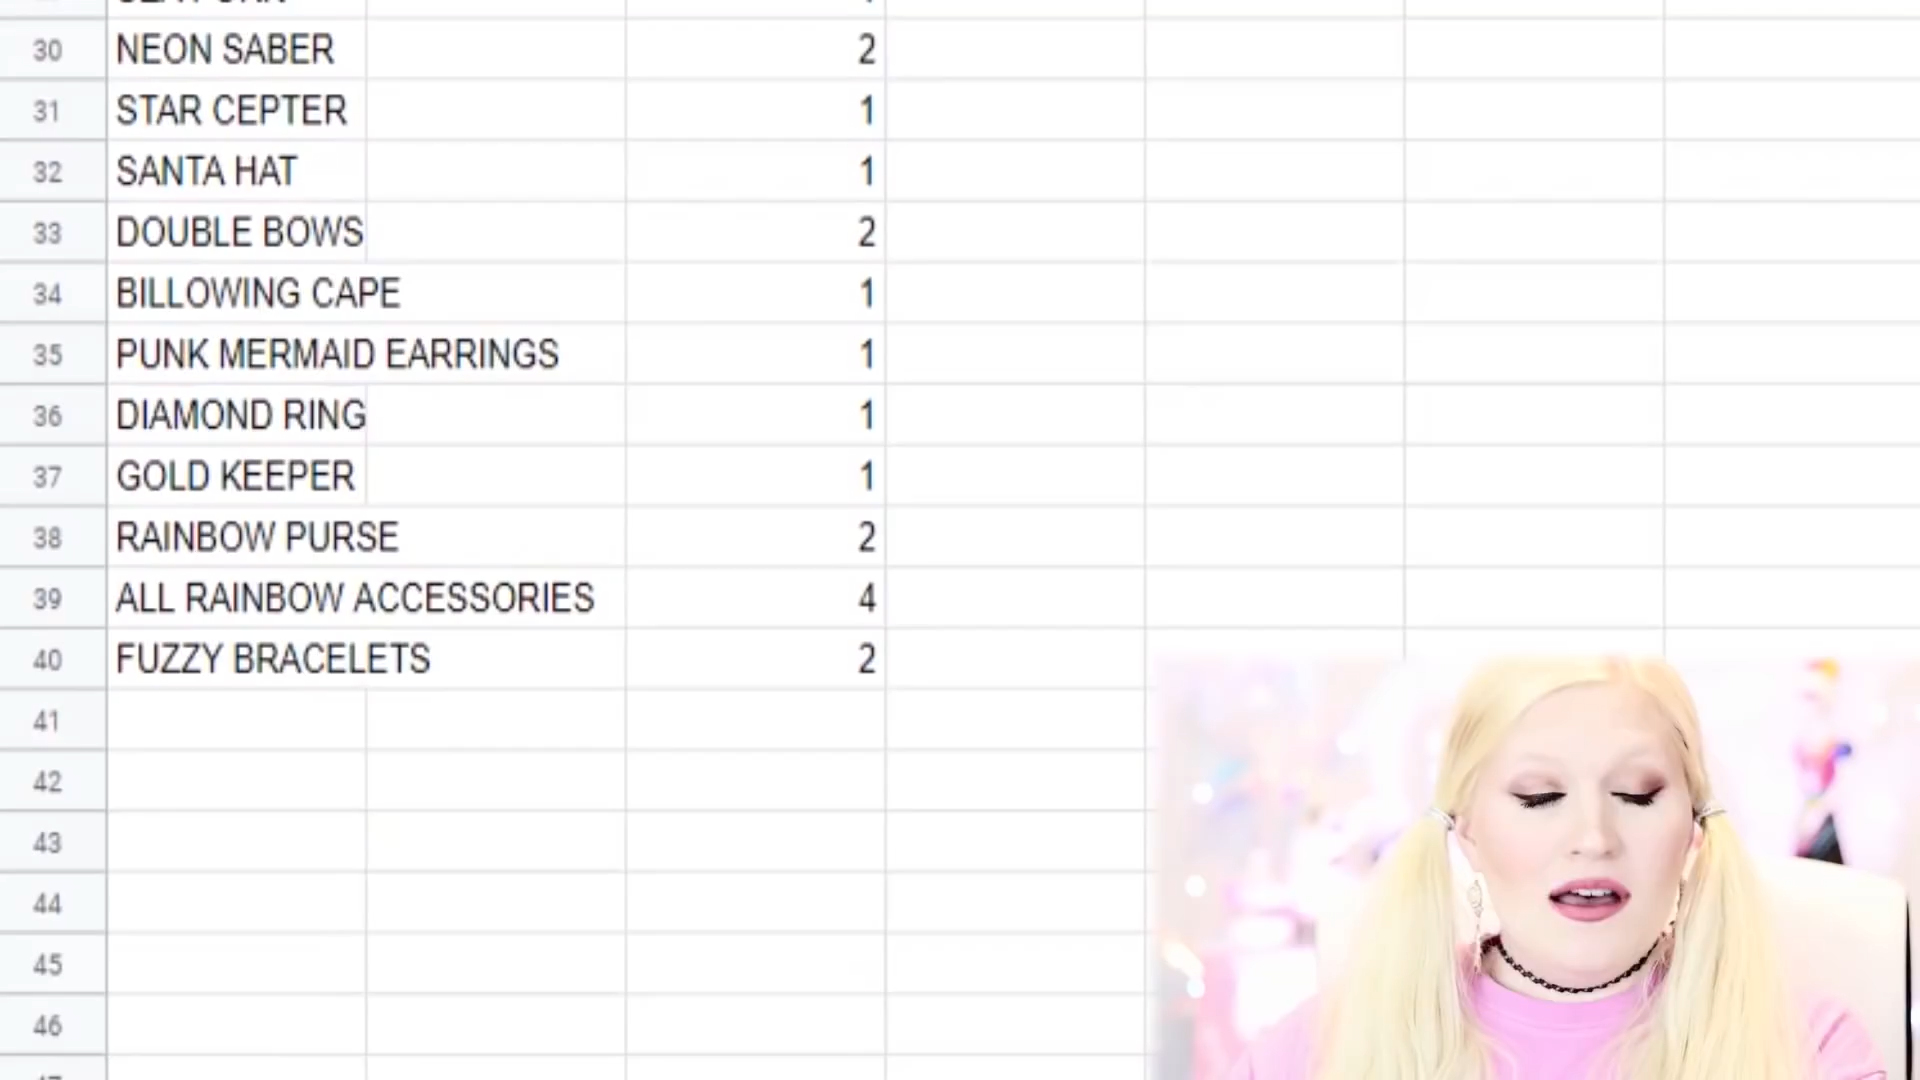 30 NEON SABER 2
31 STAR CEPTER 1
32 SANTA HAT 1
33 DOUBLE BOWS 2
34 BILLOWING CAPE 1
35 PUNK MERMAID EARRINGS 1
36 DIAMOND RING 1
37 GOLD KEEPER 1
38 RAINBOW PURSE 2
39 ALL RAINBOW ACCESSORIES 4
40 FUZZY BRACELETS 2
41
42
43
44
45
46